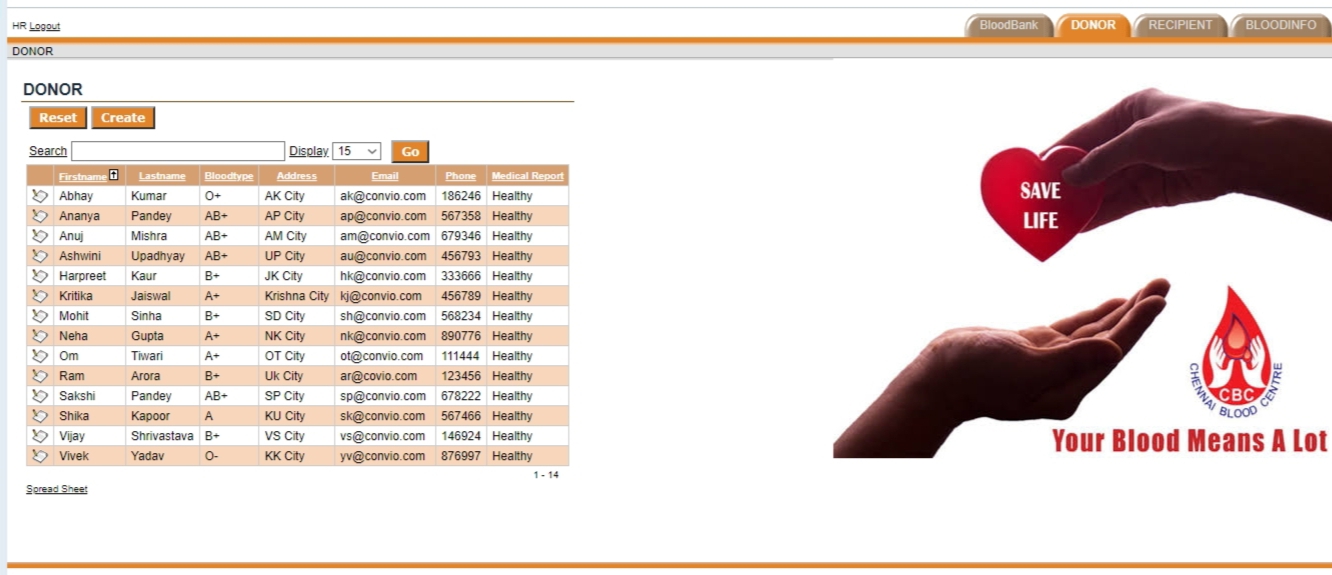 HR Logout
BloodBank DONOR RECIPIENT BLOODINFO
DONOR
DONOR
Reset Create
Search Display 15 Go
Firstname Lastname Bloodtype Address Email Phone Medical Report
Abhay Kumar O+ AK City ak@convio.com 186246 Healthy
Ananya Pandey AB+ AP City ap@convio.com 567358 Healthy
Anuj Mishra AB+ AM City am@convio.com 679346 Healthy
Ashwini Upadhyay AB+ UP City au@convio.com 456793 Healthy
Harpreet Kaur B+ JK City hk@convio.com 333666 Healthy
Kritika Jaiswal A+ Krishna City kj@convio.com 456789 Healthy
Mohit Sinha B+ SD City sh@convio.com 568234 Healthy
Neha Gupta A+ NK City nk@convio.com 890776 Healthy
Om Tiwari A+ OT City ot@convio.com 111444 Healthy
Ram Arora B+ Uk City ar@covio.com 123456 Healthy
Sakshi Pandey AB+ SP City sp@convio.com 678222 Healthy
Shika Kapoor A KU City sk@convio.com 567466 Healthy
Vijay Shrivastava B+ VS City vs@convio.com 146924 Healthy
Vivek Yadav O- KK City yv@convio.com 876997 Healthy
1 - 14
Spread Sheet
SAVE
LIFE
CBC
CHENNAI BLOOD CENTRE
Your Blood Means A Lot